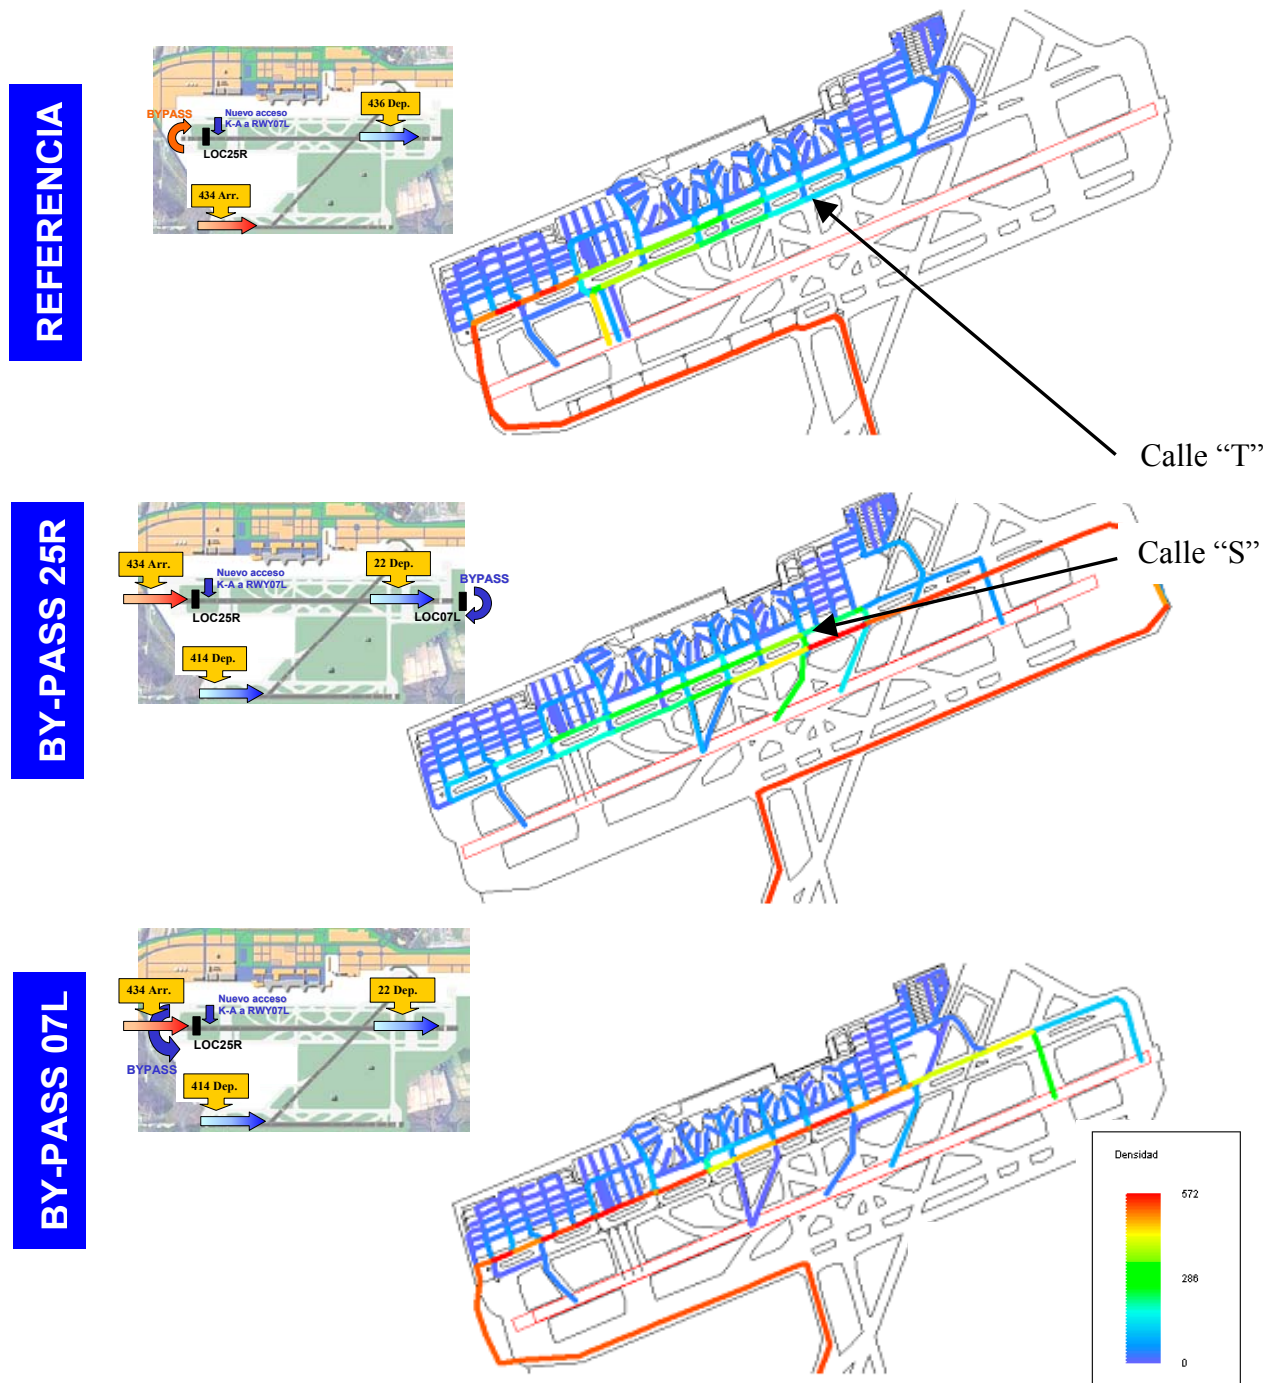 REFERENCIA
BYPASS
Nuevo acceso
K-A a RWY07L
436 Dep.
LOC25R
434 Arr.
Calle “T”
BY-PASS 25R
434 Arr.
Nuevo acceso
K-A a RWY07L
22 Dep.
BYPASS
LOC25R
LOC07L
414 Dep.
Calle “S”
BY-PASS 07L
434 Arr.
Nuevo acceso
K-A a RWY07L
22 Dep.
LOC25R
BYPASS
414 Dep.
Densidad
572
286
0